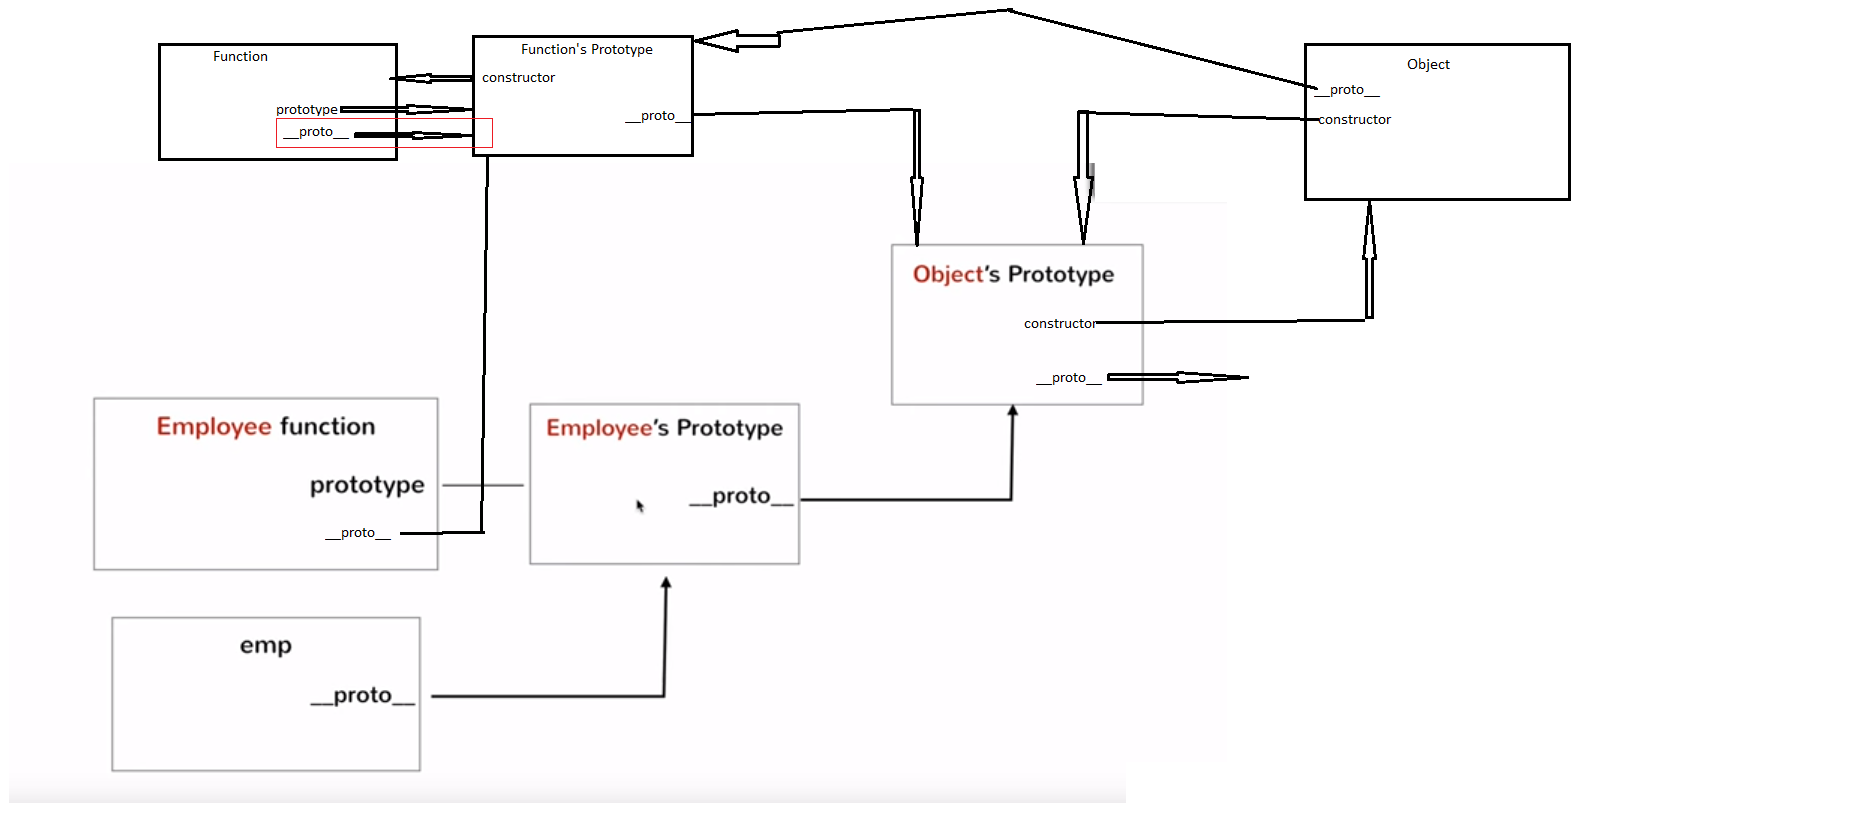 Function
prototype
__proto__
Function's Prototype
constructor
__proto__
Object
__proto__
constructor
Object's Prototype
constructor
__proto__
Employee function
prototype
__proto__
Employee's Prototype
__proto__
emp
__proto__